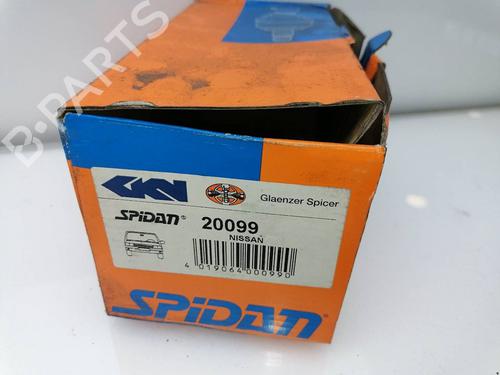 B-PARTS
GKN
Glaenzer Spicer
SPiDAN® 20099
NISSAN
4 019064 000990
SPiDAN